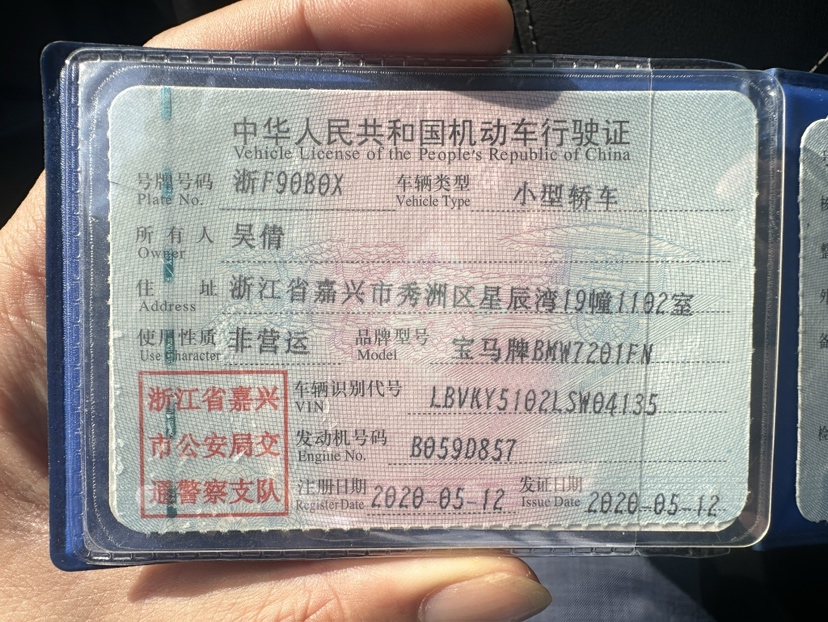 中华人民共和国机动车行驶证
Vehicle License of the People's Republic of China
号牌号码 浙F90B0X 车辆类型 小型轿车
Plate No. Vehicle Type
所有人 吴倩
Owner
住址 浙江省嘉兴市秀洲区星辰湾19幢1102室
Address
使用性质 非营运 品牌型号 宝马牌BMW7201FN
Use Character Model
浙江省嘉兴
市公安局交
通警察支队
车辆识别代号 LBVKY5102LSW04135
VIN
发动机号码 B059D857
Engine No.
注册日期 2020-05-12 发证日期 2020-05-12
Register Date Issue Date